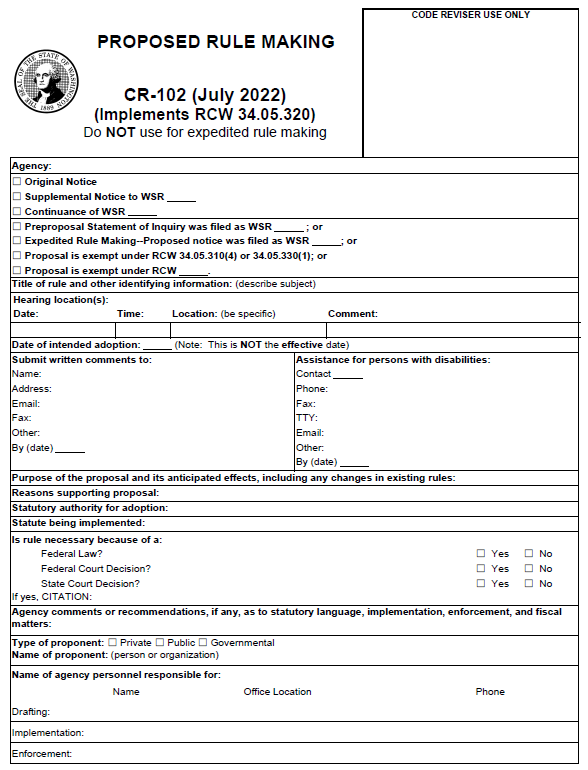 CODE REVISER USE ONLY
PROPOSED RULE MAKING
THE SEAL OF THE STATE OF WASHINGTON
1889
CR-102 (July 2022)
(Implements RCW 34.05.320)
Do NOT use for expedited rule making
Agency:
☐ Original Notice
☐ Supplemental Notice to WSR _____
☐ Continuance of WSR _____
☐ Preproposal Statement of Inquiry was filed as WSR _____ ; or
☐ Expedited Rule Making--Proposed notice was filed as WSR _____; or
☐ Proposal is exempt under RCW 34.05.310(4) or 34.05.330(1); or
☐ Proposal is exempt under RCW _____.
Title of rule and other identifying information: (describe subject)
Hearing location(s):
Date: Time: Location: (be specific) Comment:
Date of intended adoption: _____ (Note: This is NOT the effective date)
Submit written comments to:
Name:
Address:
Email:
Fax:
Other:
By (date) _____
Assistance for persons with disabilities:
Contact _____
Phone:
Fax:
TTY:
Email:
Other:
By (date) _____
Purpose of the proposal and its anticipated effects, including any changes in existing rules:
Reasons supporting proposal:
Statutory authority for adoption:
Statute being implemented:
Is rule necessary because of a:
Federal Law? ☐ Yes ☐ No
Federal Court Decision? ☐ Yes ☐ No
State Court Decision? ☐ Yes ☐ No
If yes, CITATION:
Agency comments or recommendations, if any, as to statutory language, implementation, enforcement, and fiscal
matters:
Type of proponent: ☐ Private ☐ Public ☐ Governmental
Name of proponent: (person or organization)
Name of agency personnel responsible for:
Name Office Location Phone
Drafting:
Implementation:
Enforcement: